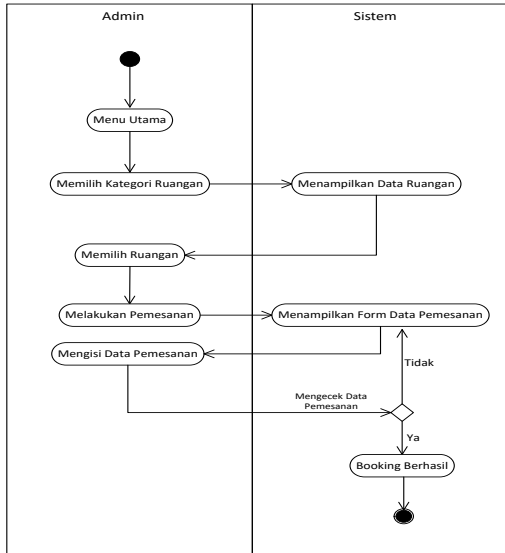 Admin
Sistem
Menu Utama
Memilih Kategori Ruangan
Menampilkan Data Ruangan
Memilih Ruangan
Melakukan Pemesanan
Menampilkan Form Data Pemesanan
Mengisi Data Pemesanan
Tidak
Mengecek Data
Pemesanan
Ya
Booking Berhasil